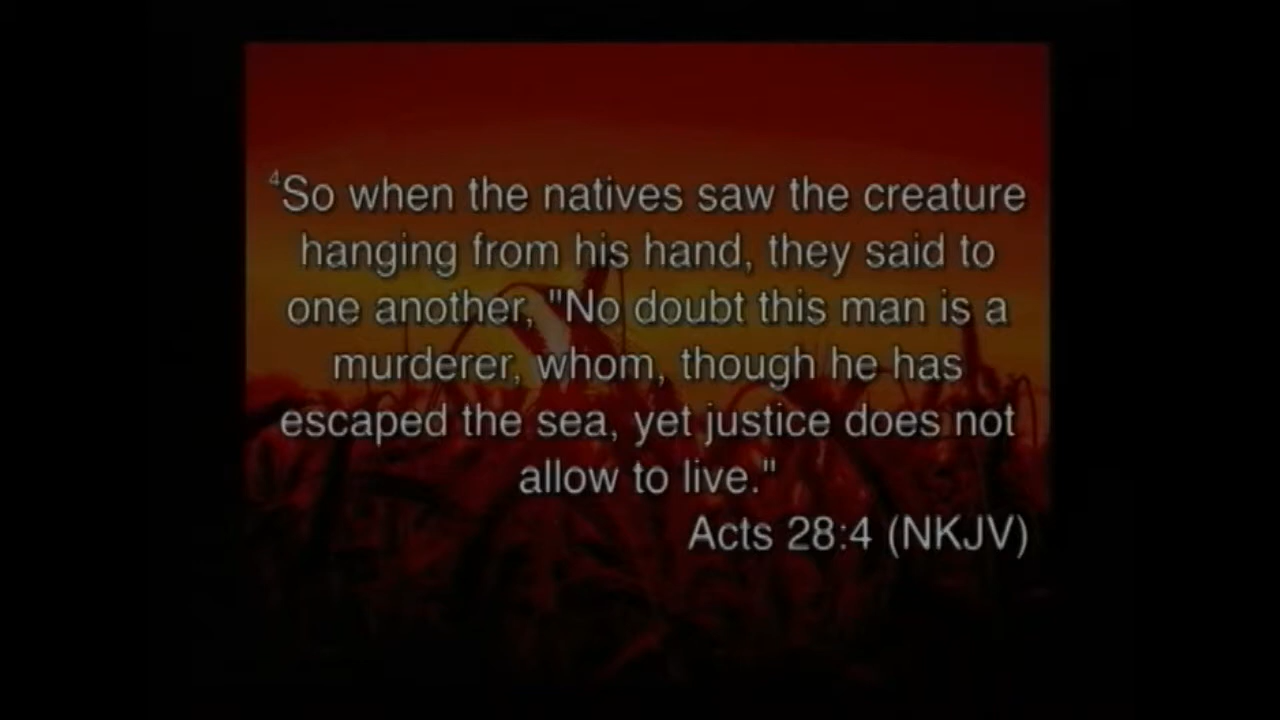 ⁴So when the natives saw the creature
hanging from his hand, they said to
one another, "No doubt this man is a
murderer, whom, though he has
escaped the sea, yet justice does not
allow to live."
Acts 28:4 (NKJV)